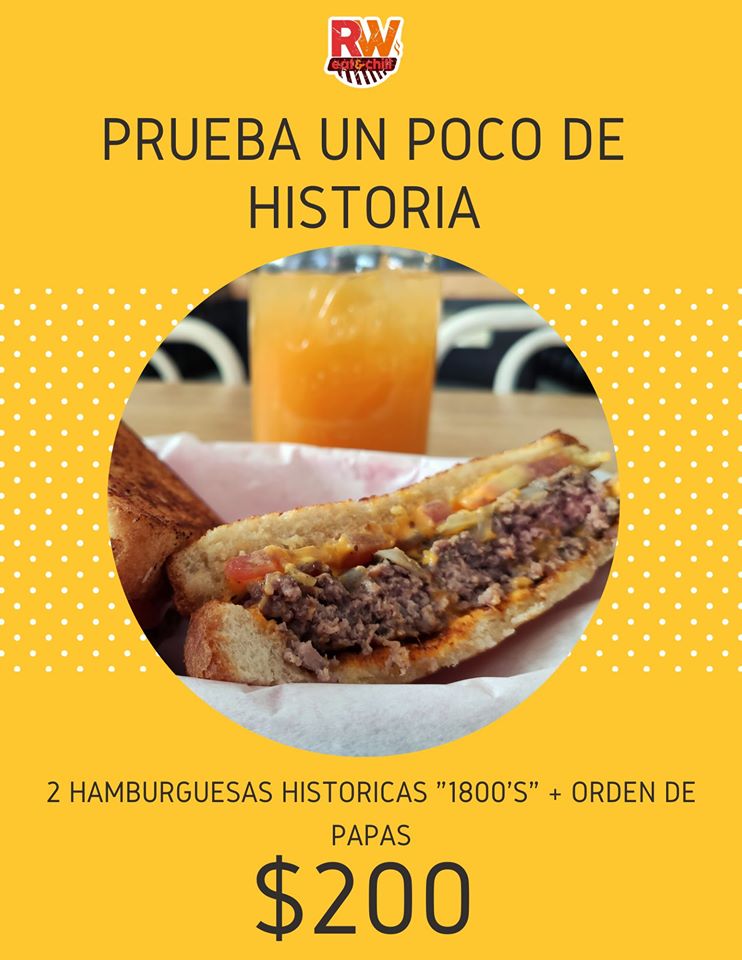 RW
eat&chill
PRUEBA UN POCO DE
HISTORIA
2 HAMBURGUESAS HISTORICAS "1800'S" + ORDEN DE
PAPAS
$200